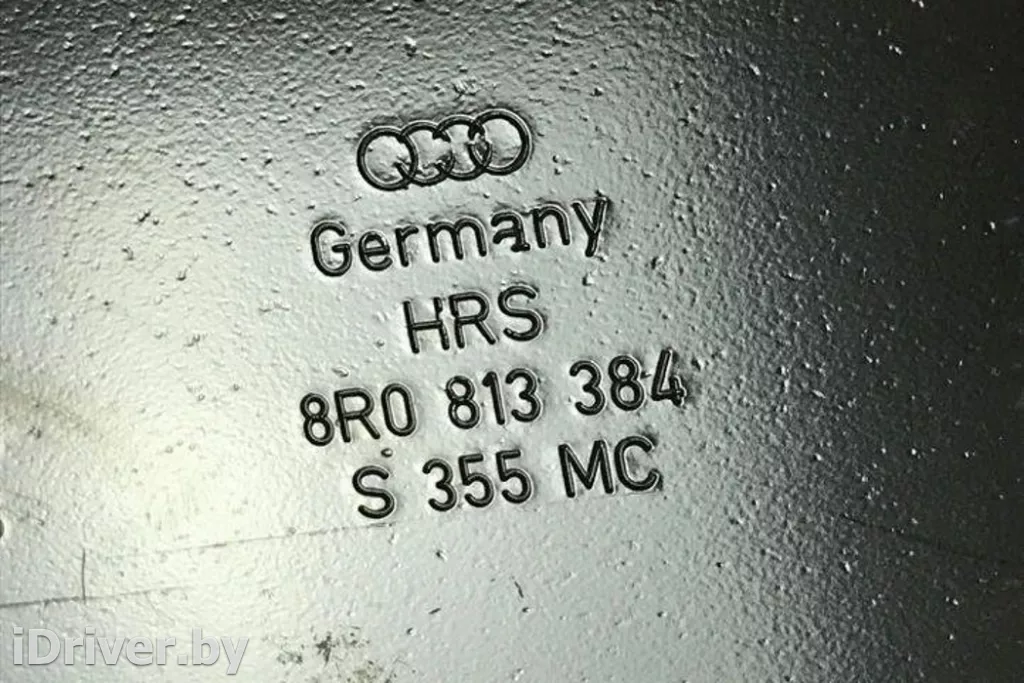 Germany
HRS
8R0 813 384
S 355 MC
iDriver.by